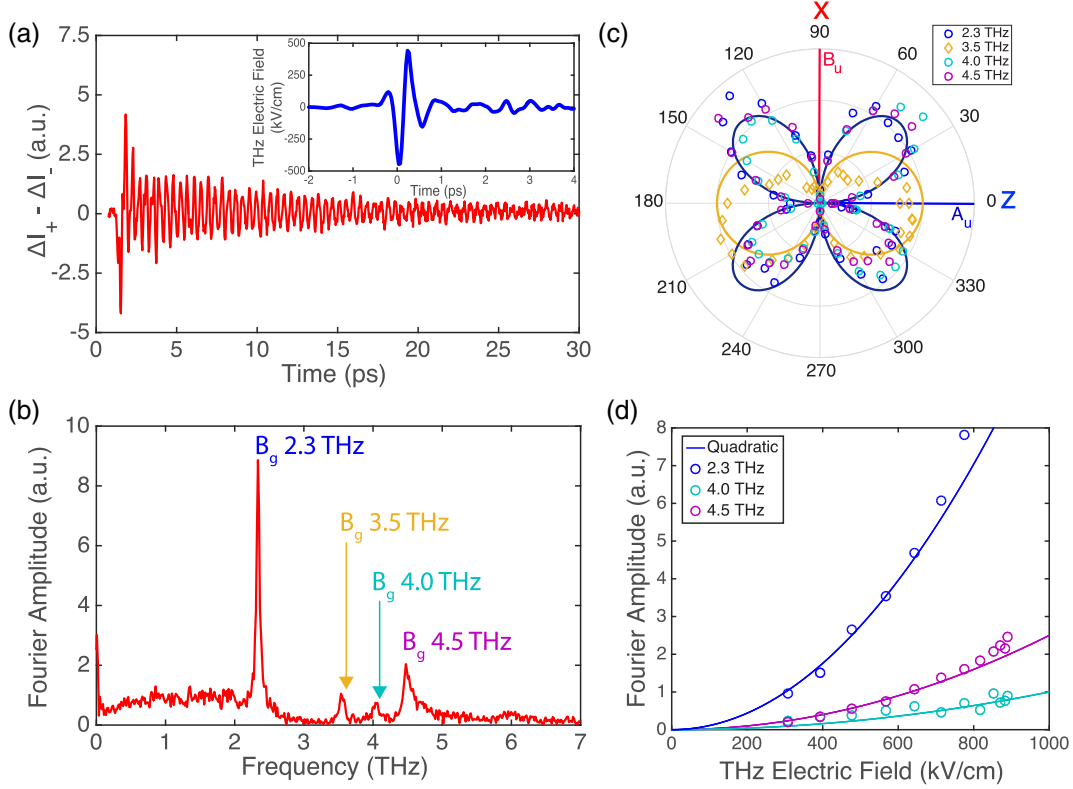 (a)
7.5
5
2.5
0
-2.5
-5
ΔI+ - ΔI- (a.u.)
0 5 10 15 20 25 30
Time (ps)
500
250
0
-250
-500
THz Electric Field
(kV/cm)
-2 -1 0 1 2 3 4
Time (ps)
(c)
X
90
60
30
0
330
300
270
240
210
180
150
120
Bu
Au
Z
2.3 THz
3.5 THz
4.0 THz
4.5 THz
(b)
10
8
6
4
2
0
Fourier Amplitude (a.u.)
Bg 2.3 THz
Bg 3.5 THz
Bg 4.0 THz
Bg 4.5 THz
0 1 2 3 4 5 6 7
Frequency (THz)
(d)
8
7
6
5
4
3
2
1
0
Fourier Amplitude (a.u.)
Quadratic
2.3 THz
4.0 THz
4.5 THz
0 200 400 600 800 1000
THz Electric Field (kV/cm)